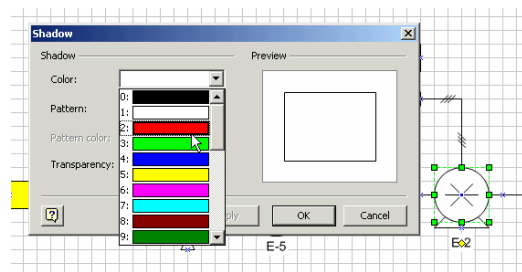 Shadow
Shadow
Preview
Color:
0:
Pattern:
1:
2:
Pattern color:
3:
Transparency:
4:
5:
6:
7:
8:
9:
OK
Cancel
E-5
E-2